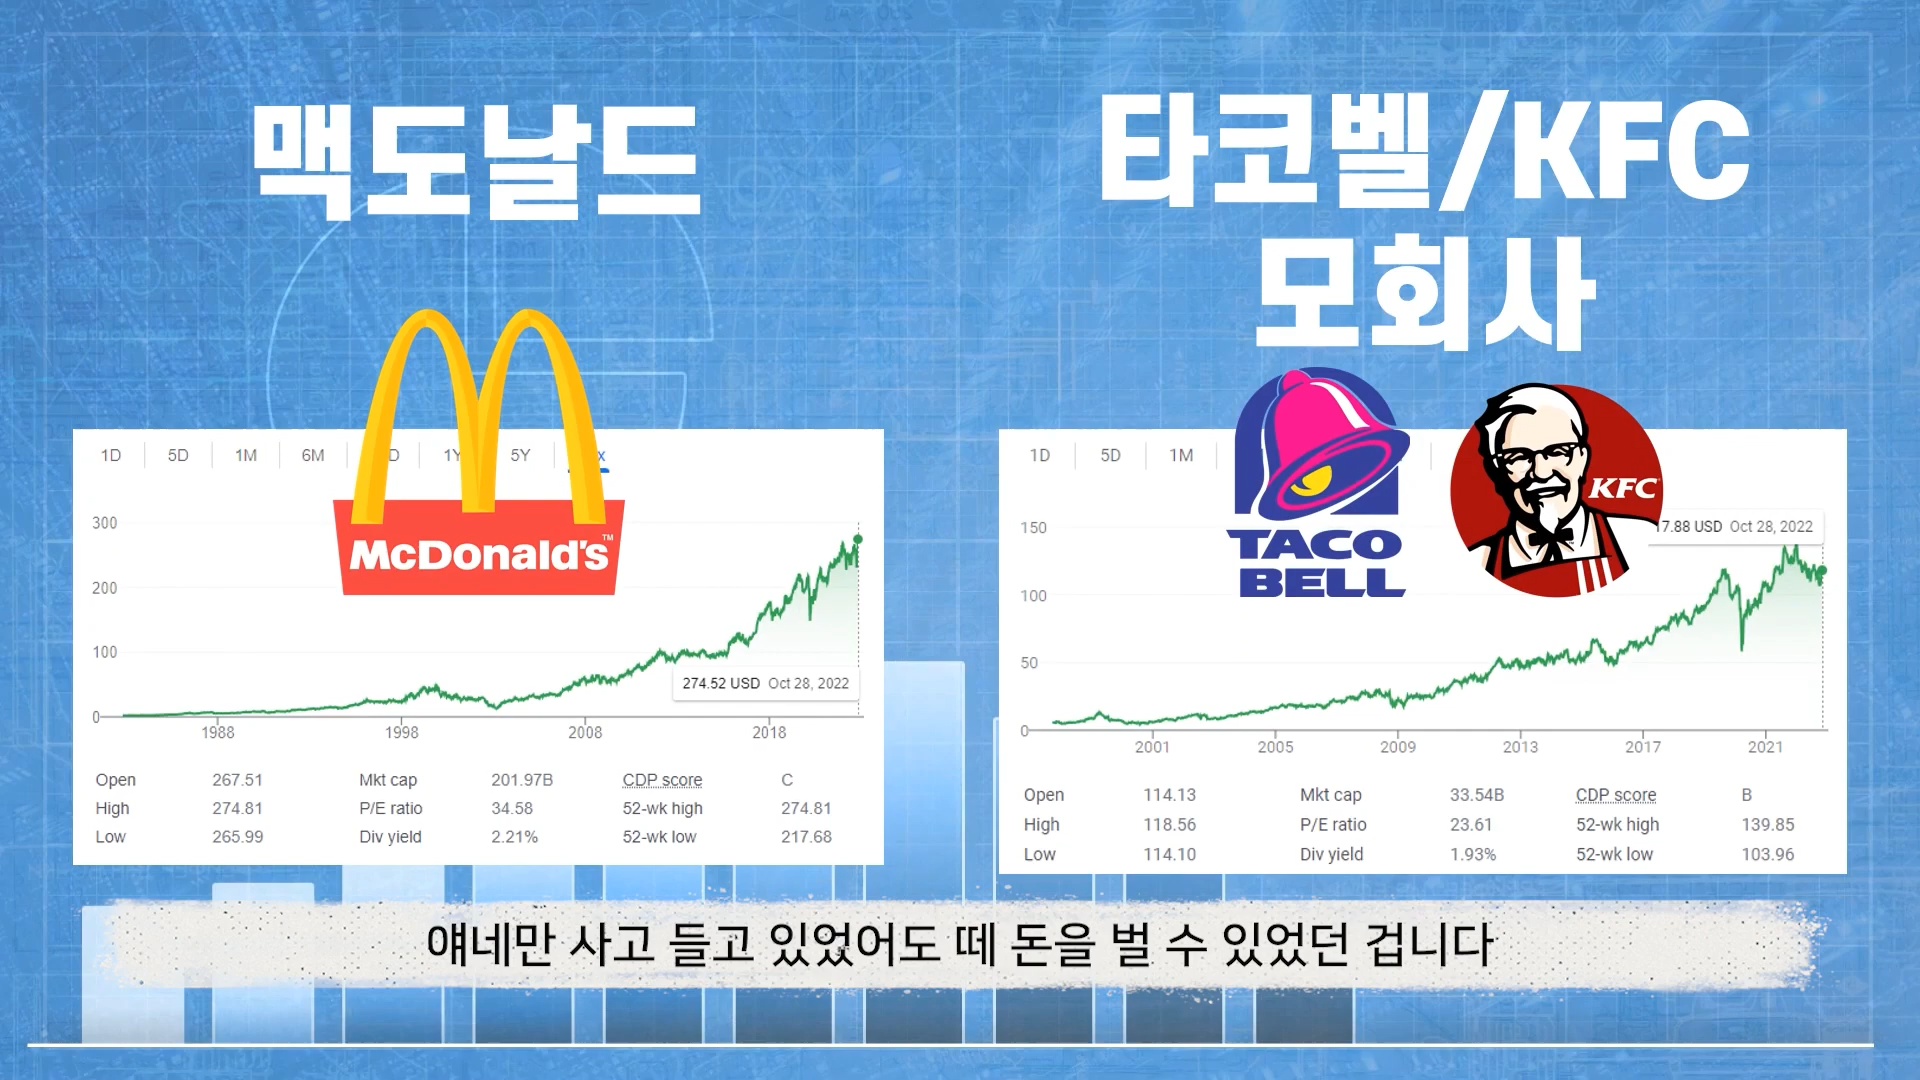 맥도날드
타코벨/KFC
모회사
McDonald's™
TACO
BELL
KFC
1D 5D 1M 6M 1Y 5Y
300
200
100
0
274.52 USD Oct 28, 2022
1988 1998 2008 2018
Open 267.51 Mkt cap 201.97B CDP score C
High 274.81 P/E ratio 34.58 52-wk high 274.81
Low 265.99 Div yield 2.21% 52-wk low 217.68
1D 5D 1M
150
100
50
0
7.88 USD Oct 28, 2022
2001 2005 2009 2013 2017 2021
Open 114.13 Mkt cap 33.54B CDP score B
High 118.56 P/E ratio 23.61 52-wk high 139.85
Low 114.10 Div yield 1.93% 52-wk low 103.96
얘네만 사고 들고 있었어도 떼 돈을 벌 수 있었던 겁니다